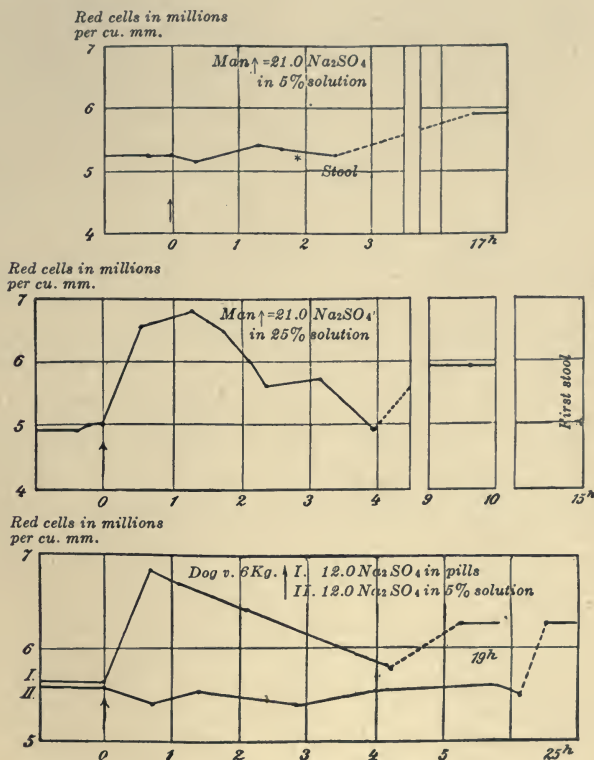 Red cells in millions
per cu. mm.
7
Man ↑ = 21.0 Na₂SO₄
in 5% solution
6
5
*
Stool
4
0 1 2 3 17ʰ
Red cells in millions
per cu. mm.
7
Man ↑ = 21.0 Na₂SO₄
in 25% solution
6
5
First stool
4
0 1 2 3 4 9 10 15ʰ
Red cells in millions
per cu. mm.
7
Dog v. 6Kg. ↑ I. 12.0 Na₂SO₄ in pills
II. 12.0 Na₂SO₄ in 5% solution
6
19ʰ
I.
II.
5
0 1 2 3 4 5 25ʰ